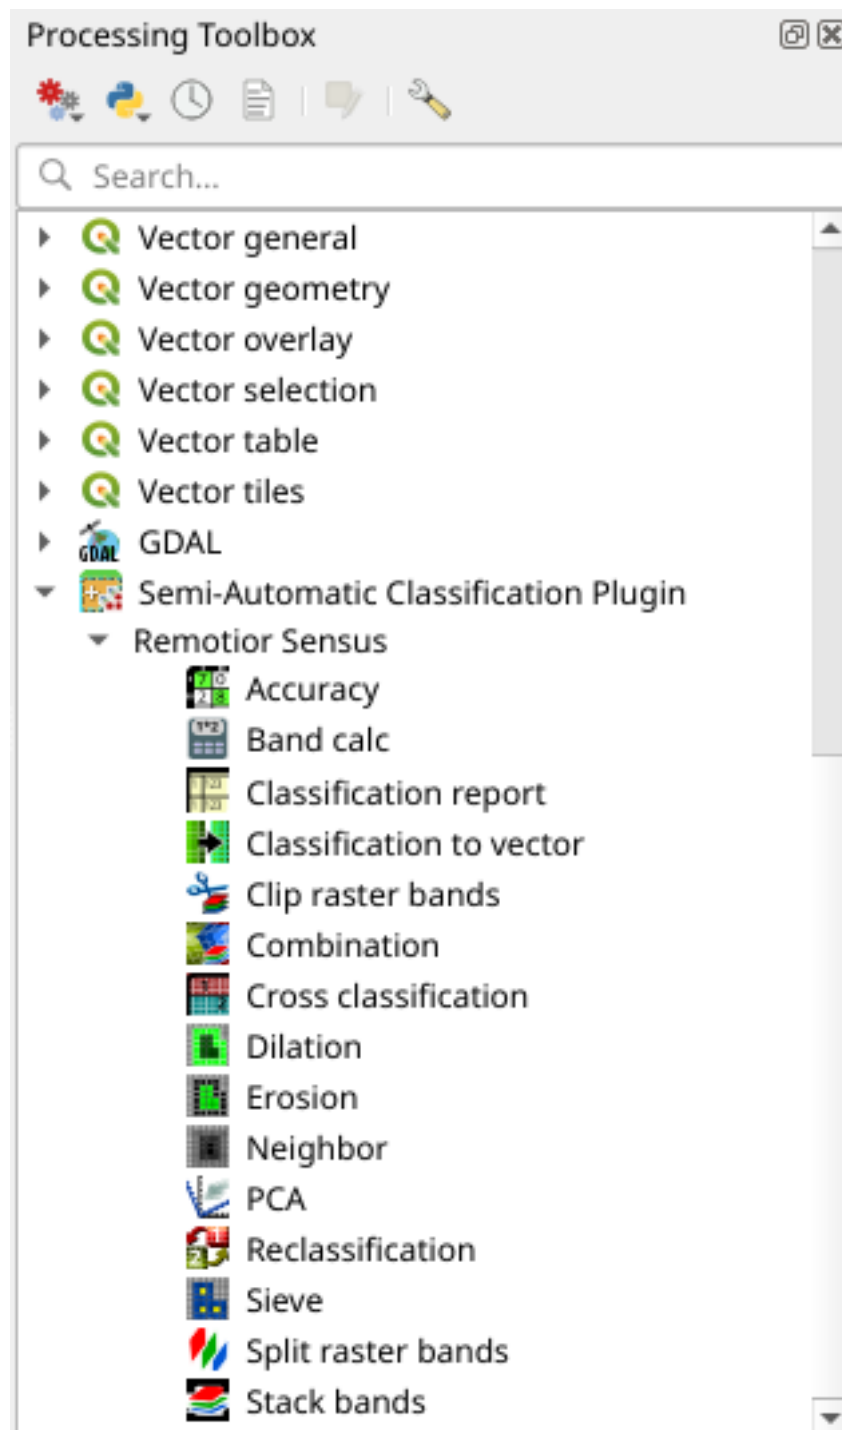 Processing Toolbox
Search...
Vector general
Vector geometry
Vector overlay
Vector selection
Vector table
Vector tiles
GDAL GDAL
Semi-Automatic Classification Plugin
Remotior Sensus
Accuracy
Band calc
Classification report
Classification to vector
Clip raster bands
Combination
Cross classification
Dilation
Erosion
Neighbor
PCA
Reclassification
Sieve
Split raster bands
Stack bands